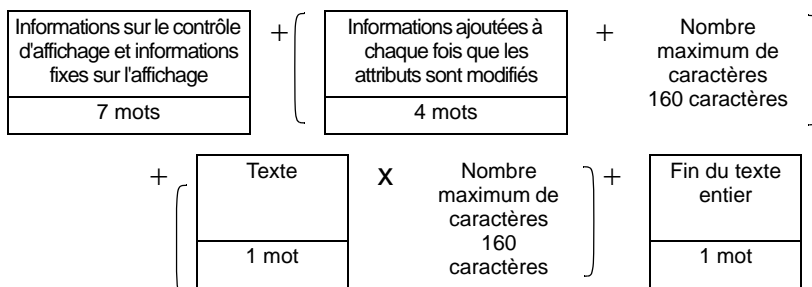 Informations sur le contrôle
d'affichage et informations
fixes sur l'affichage
7 mots
+
Informations ajoutées à
chaque fois que les
attributs sont modifiés
4 mots
+
Nombre
maximum de
caractères
160 caractères
+
Texte
1 mot
x
Nombre
maximum de
caractères
160
caractères
+
Fin du texte
entier
1 mot